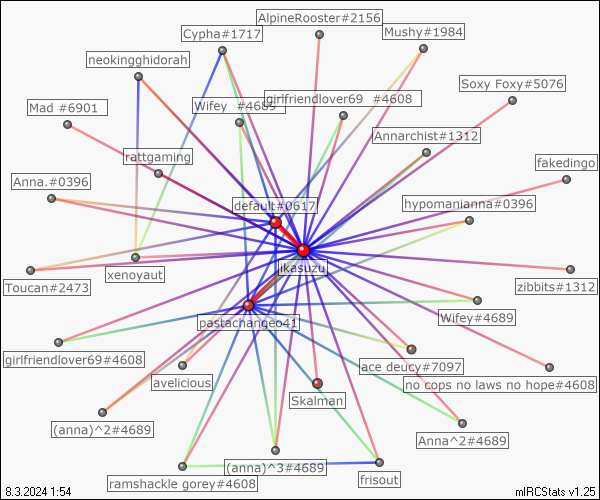 AlpineRooster#2156
Cypha#1717
Mushy#1984
neokingghidorah
Soxy Foxy#5076
Mad #6901
Wifey #4689
girlfriendlover69 #4608
Annarchist#1312
rattgaming
fakedingo
Anna.#0396
default#0617
hypomanianna#0396
jikasuzu
xenoyaut
Toucan#2473
zibbits#1312
Wifey#4689
pastachangeo41
girlfriendlover69#4608
ace deucy#7097
avelicious
no cops no laws no hope#4608
Skalman
(anna)^2#4689
Anna^2#4689
(anna)^3#4689
ramshackle gorey#4608
frisout
8.3.2024 1:54
mIRCStats v1.25